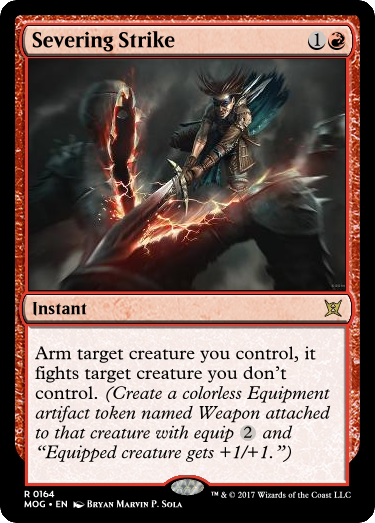 Severing Strike 1
Instant
Arm target creature you control, it
fights target creature you don't
control. (Create a colorless Equipment
artifact token named Weapon attached
to that creature with equip 2 and
“Equipped creature gets +1/+1.”)
R 0164
MOG • EN Bryan Marvin P. Sola
™ & © 2017 Wizards of the Coast LLC